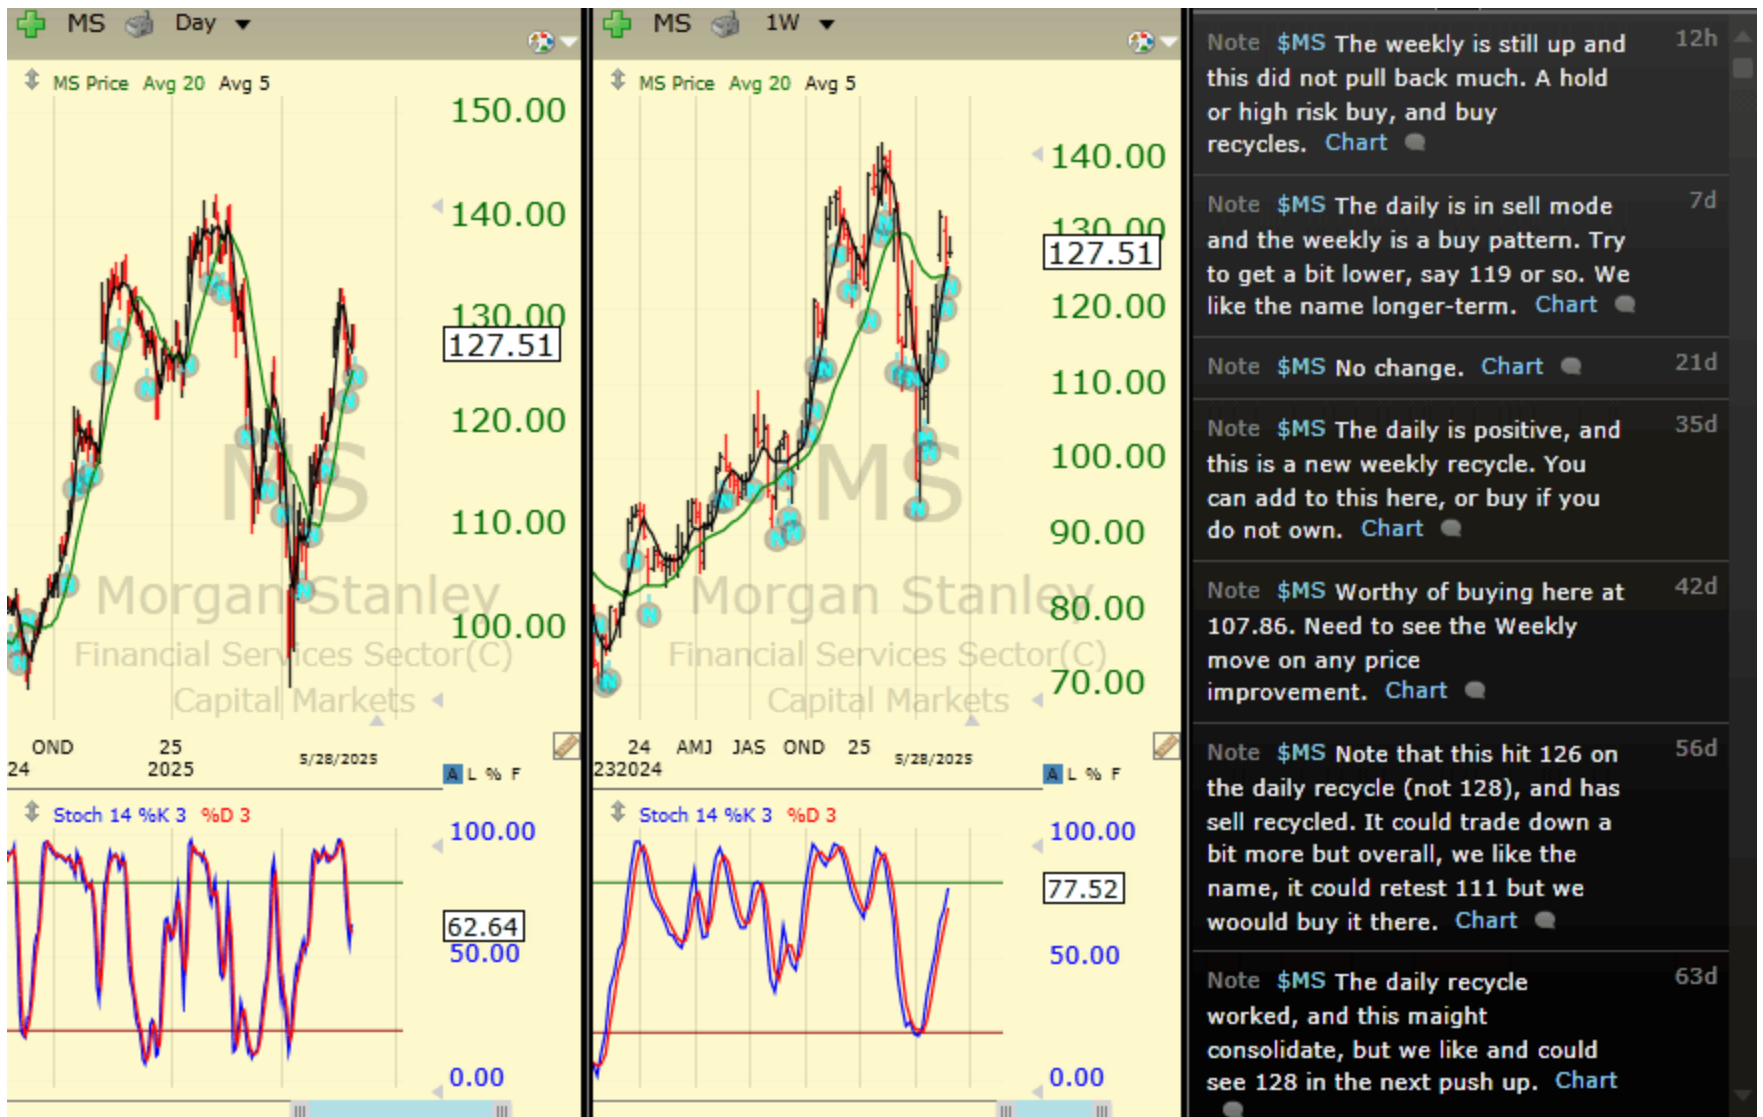 MS Day
MS Price Avg 20 Avg 5
150.00
140.00
130.00
127.51
120.00
110.00
100.00
MS
Morgan Stanley
Financial Services Sector(C)
Capital Markets
OND 25
24 2025 5/28/2025
A L % F
Stoch 14 %K 3 %D 3
100.00
62.64
50.00
0.00
MS 1W
MS Price Avg 20 Avg 5
140.00
130.00
127.51
120.00
110.00
100.00
90.00
80.00
70.00
MS
Morgan Stanley
Financial Services Sector(C)
Capital Markets
24 AMJ JAS OND 25
232024 5/28/2025
A L % F
Stoch 14 %K 3 %D 3
100.00
77.52
50.00
0.00
Note $MS The weekly is still up and 12h
this did not pull back much. A hold
or high risk buy, and buy
recycles. Chart
Note $MS The daily is in sell mode 7d
and the weekly is a buy pattern. Try
to get a bit lower, say 119 or so. We
like the name longer-term. Chart
Note $MS No change. Chart 21d
Note $MS The daily is positive, and 35d
this is a new weekly recycle. You
can add to this here, or buy if you
do not own. Chart
Note $MS Worthy of buying here at 42d
107.86. Need to see the Weekly
move on any price
improvement. Chart
Note $MS Note that this hit 126 on 56d
the daily recycle (not 128), and has
sell recycled. It could trade down a
bit more but overall, we like the
name, it could retest 111 but we
woould buy it there. Chart
Note $MS The daily recycle 63d
worked, and this maight
consolidate, but we like and could
see 128 in the next push up. Chart